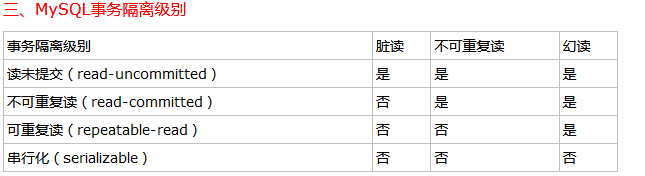 三、MySQL事务隔离级别
事务隔离级别 脏读 不可重复读 幻读
读未提交（read-uncommitted） 是 是 是
不可重复读（read-committed） 否 是 是
可重复读（repeatable-read） 否 否 是
串行化（serializable） 否 否 否